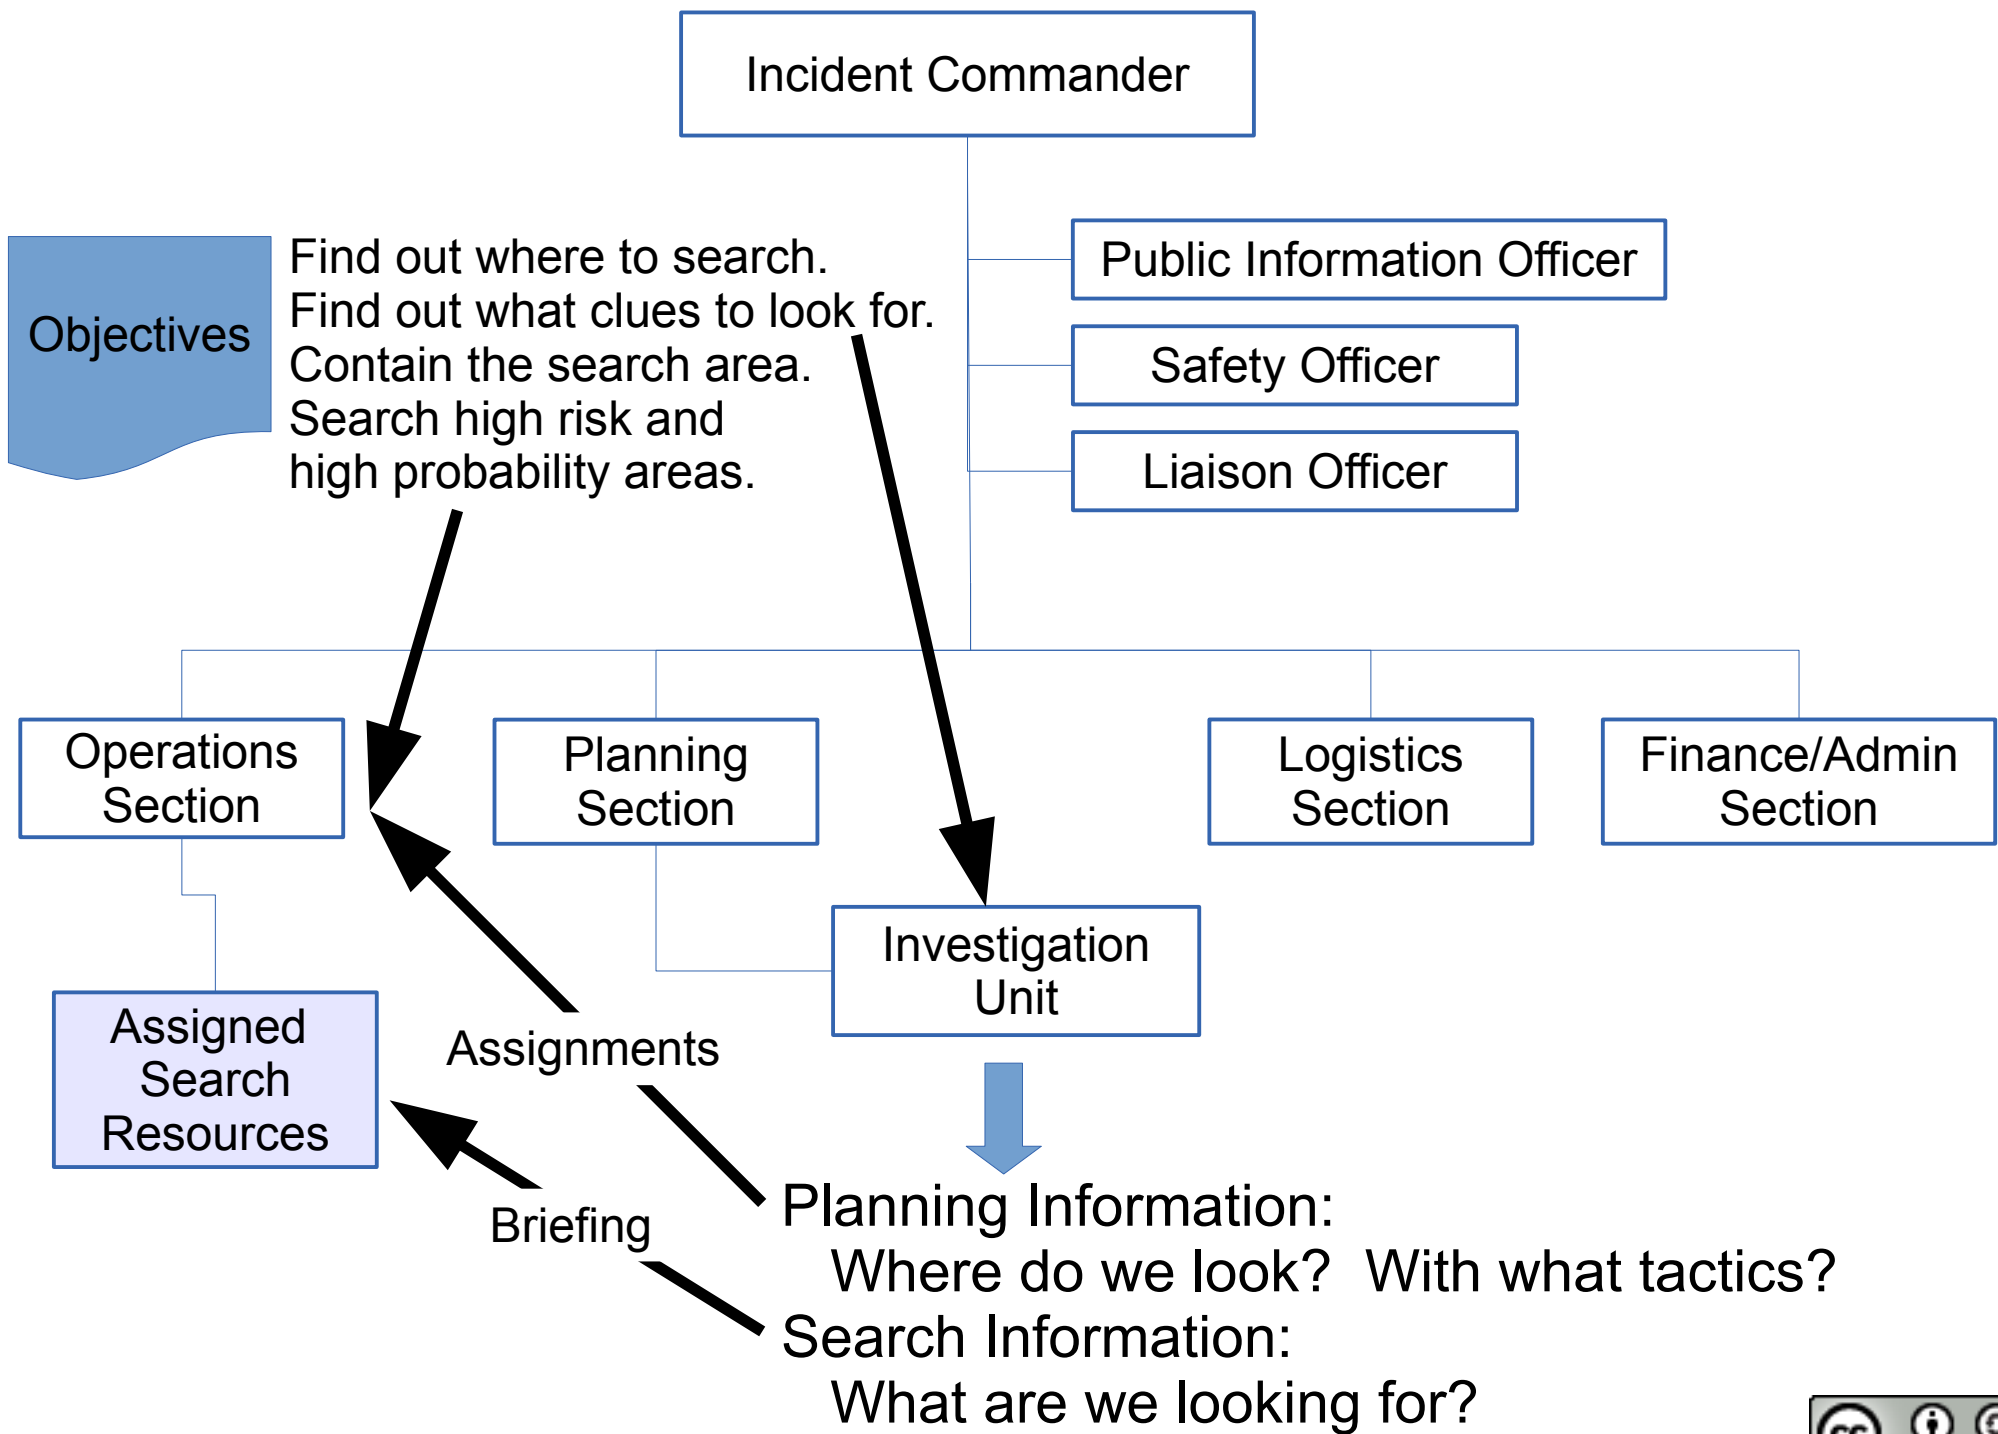 Incident Commander
Objectives
Find out where to search.
Find out what clues to look for.
Contain the search area.
Search high risk and
high probability areas.
Public Information Officer
Safety Officer
Liaison Officer
Operations
Section
Planning
Section
Logistics
Section
Finance/Admin
Section
Investigation
Unit
Assigned
Search
Resources
Assignments
Briefing
Planning Information:
Where do we look?  With what tactics?
Search Information:
What are we looking for?
cc